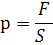 p = F/S